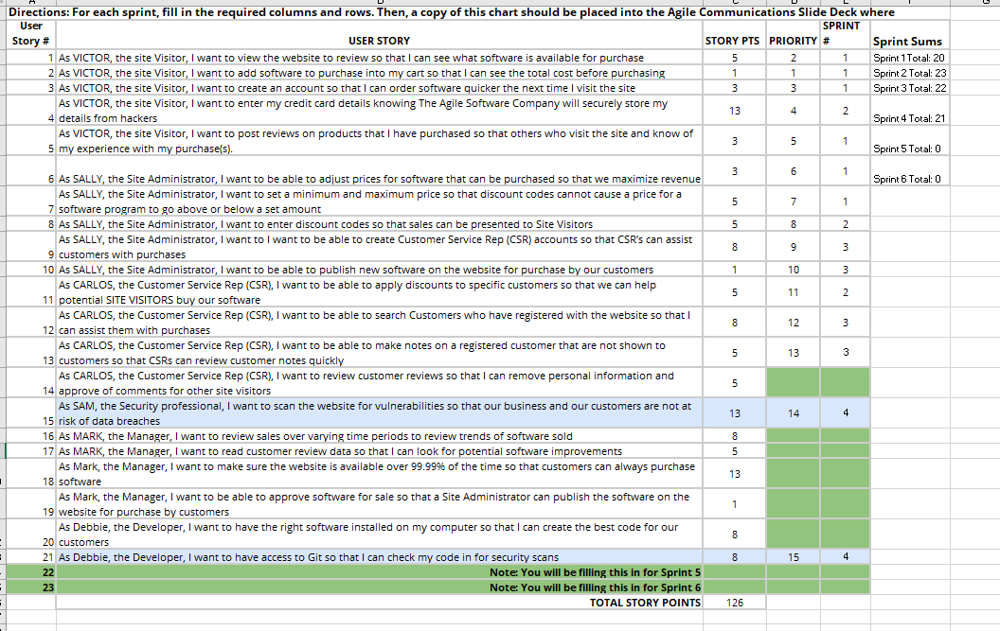 Directions: For each sprint, fill in the required columns and rows. Then, a copy of this chart should be placed into the Agile Communications Slide Deck where
User Story # USER STORY STORY PTS PRIORITY SPRINT # Sprint Sums
1 As VICTOR, the site Visitor, I want to view the website to review so that I can see what software is available for purchase 5 2 1 Sprint 1 Total: 20
2 As VICTOR, the site Visitor, I want to add software to purchase into my cart so that I can see the total cost before purchasing 1 1 1 Sprint 2 Total: 23
3 As VICTOR, the site Visitor, I want to create an account so that I can order software quicker the next time I visit the site 3 3 1 Sprint 3 Total: 22
As VICTOR, the site Visitor, I want to enter my credit card details knowing The Agile Software Company will securely store my
4 details from hackers 13 4 2 Sprint 4 Total: 21
As VICTOR, the site Visitor, I want to post reviews on products that I have purchased so that others who visit the site and know of
5 my experience with my purchase(s). 3 5 1 Sprint 5 Total: 0
6 As SALLY, the Site Administrator, I want to be able to adjust prices for software that can be purchased so that we maximize revenue 3 6 1 Sprint 6 Total: 0
As SALLY, the Site Administrator, I want to set a minimum and maximum price so that discount codes cannot cause a price for a
7 software program to go above or below a set amount 5 7 1
8 As SALLY, the Site Administrator, I want to enter discount codes so that sales can be presented to Site Visitors 5 8 2
As SALLY, the Site Administrator, I want to I want to be able to create Customer Service Rep (CSR) accounts so that CSR's can assist
9 customers with purchases 8 9 3
10 As SALLY, the Site Administrator, I want to be able to publish new software on the website for purchase by our customers 1 10 3
As CARLOS, the Customer Service Rep (CSR), I want to be able to apply discounts to specific customers so that we can help
11 potential SITE VISITORS buy our software 5 11 2
As CARLOS, the Customer Service Rep (CSR), I want to be able to search Customers who have registered with the website so that I
12 can assist them with purchases 8 12 3
As CARLOS, the Customer Service Rep (CSR), I want to be able to make notes on a registered customer that are not shown to
13 customers so that CSRs can review customer notes quickly 5 13 3
As CARLOS, the Customer Service Rep (CSR), I want to review customer reviews so that I can remove personal information and
14 approve of comments for other site visitors 5
As SAM, the Security professional, I want to scan the website for vulnerabilities so that our business and our customers are not at
15 risk of data breaches 13 14 4
16 As MARK, the Manager, I want to review sales over varying time periods to review trends of software sold 8
17 As MARK, the Manager, I want to read customer review data so that I can look for potential software improvements 5
As Mark, the Manager, I want to make sure the website is available over 99.99% of the time so that customers can always purchase
18 software 13
As Mark, the Manager, I want to be able to approve software for sale so that a Site Administrator can publish the software on the
19 website for purchase by customers 1
As Debbie, the Developer, I want to have the right software installed on my computer so that I can create the best code for our
20 customers 8
21 As Debbie, the Developer, I want to have access to Git so that I can check my code in for security scans 8 15 4
22 Note: You will be filling this in for Sprint 5
23 Note: You will be filling this in for Sprint 6
TOTAL STORY POINTS 126